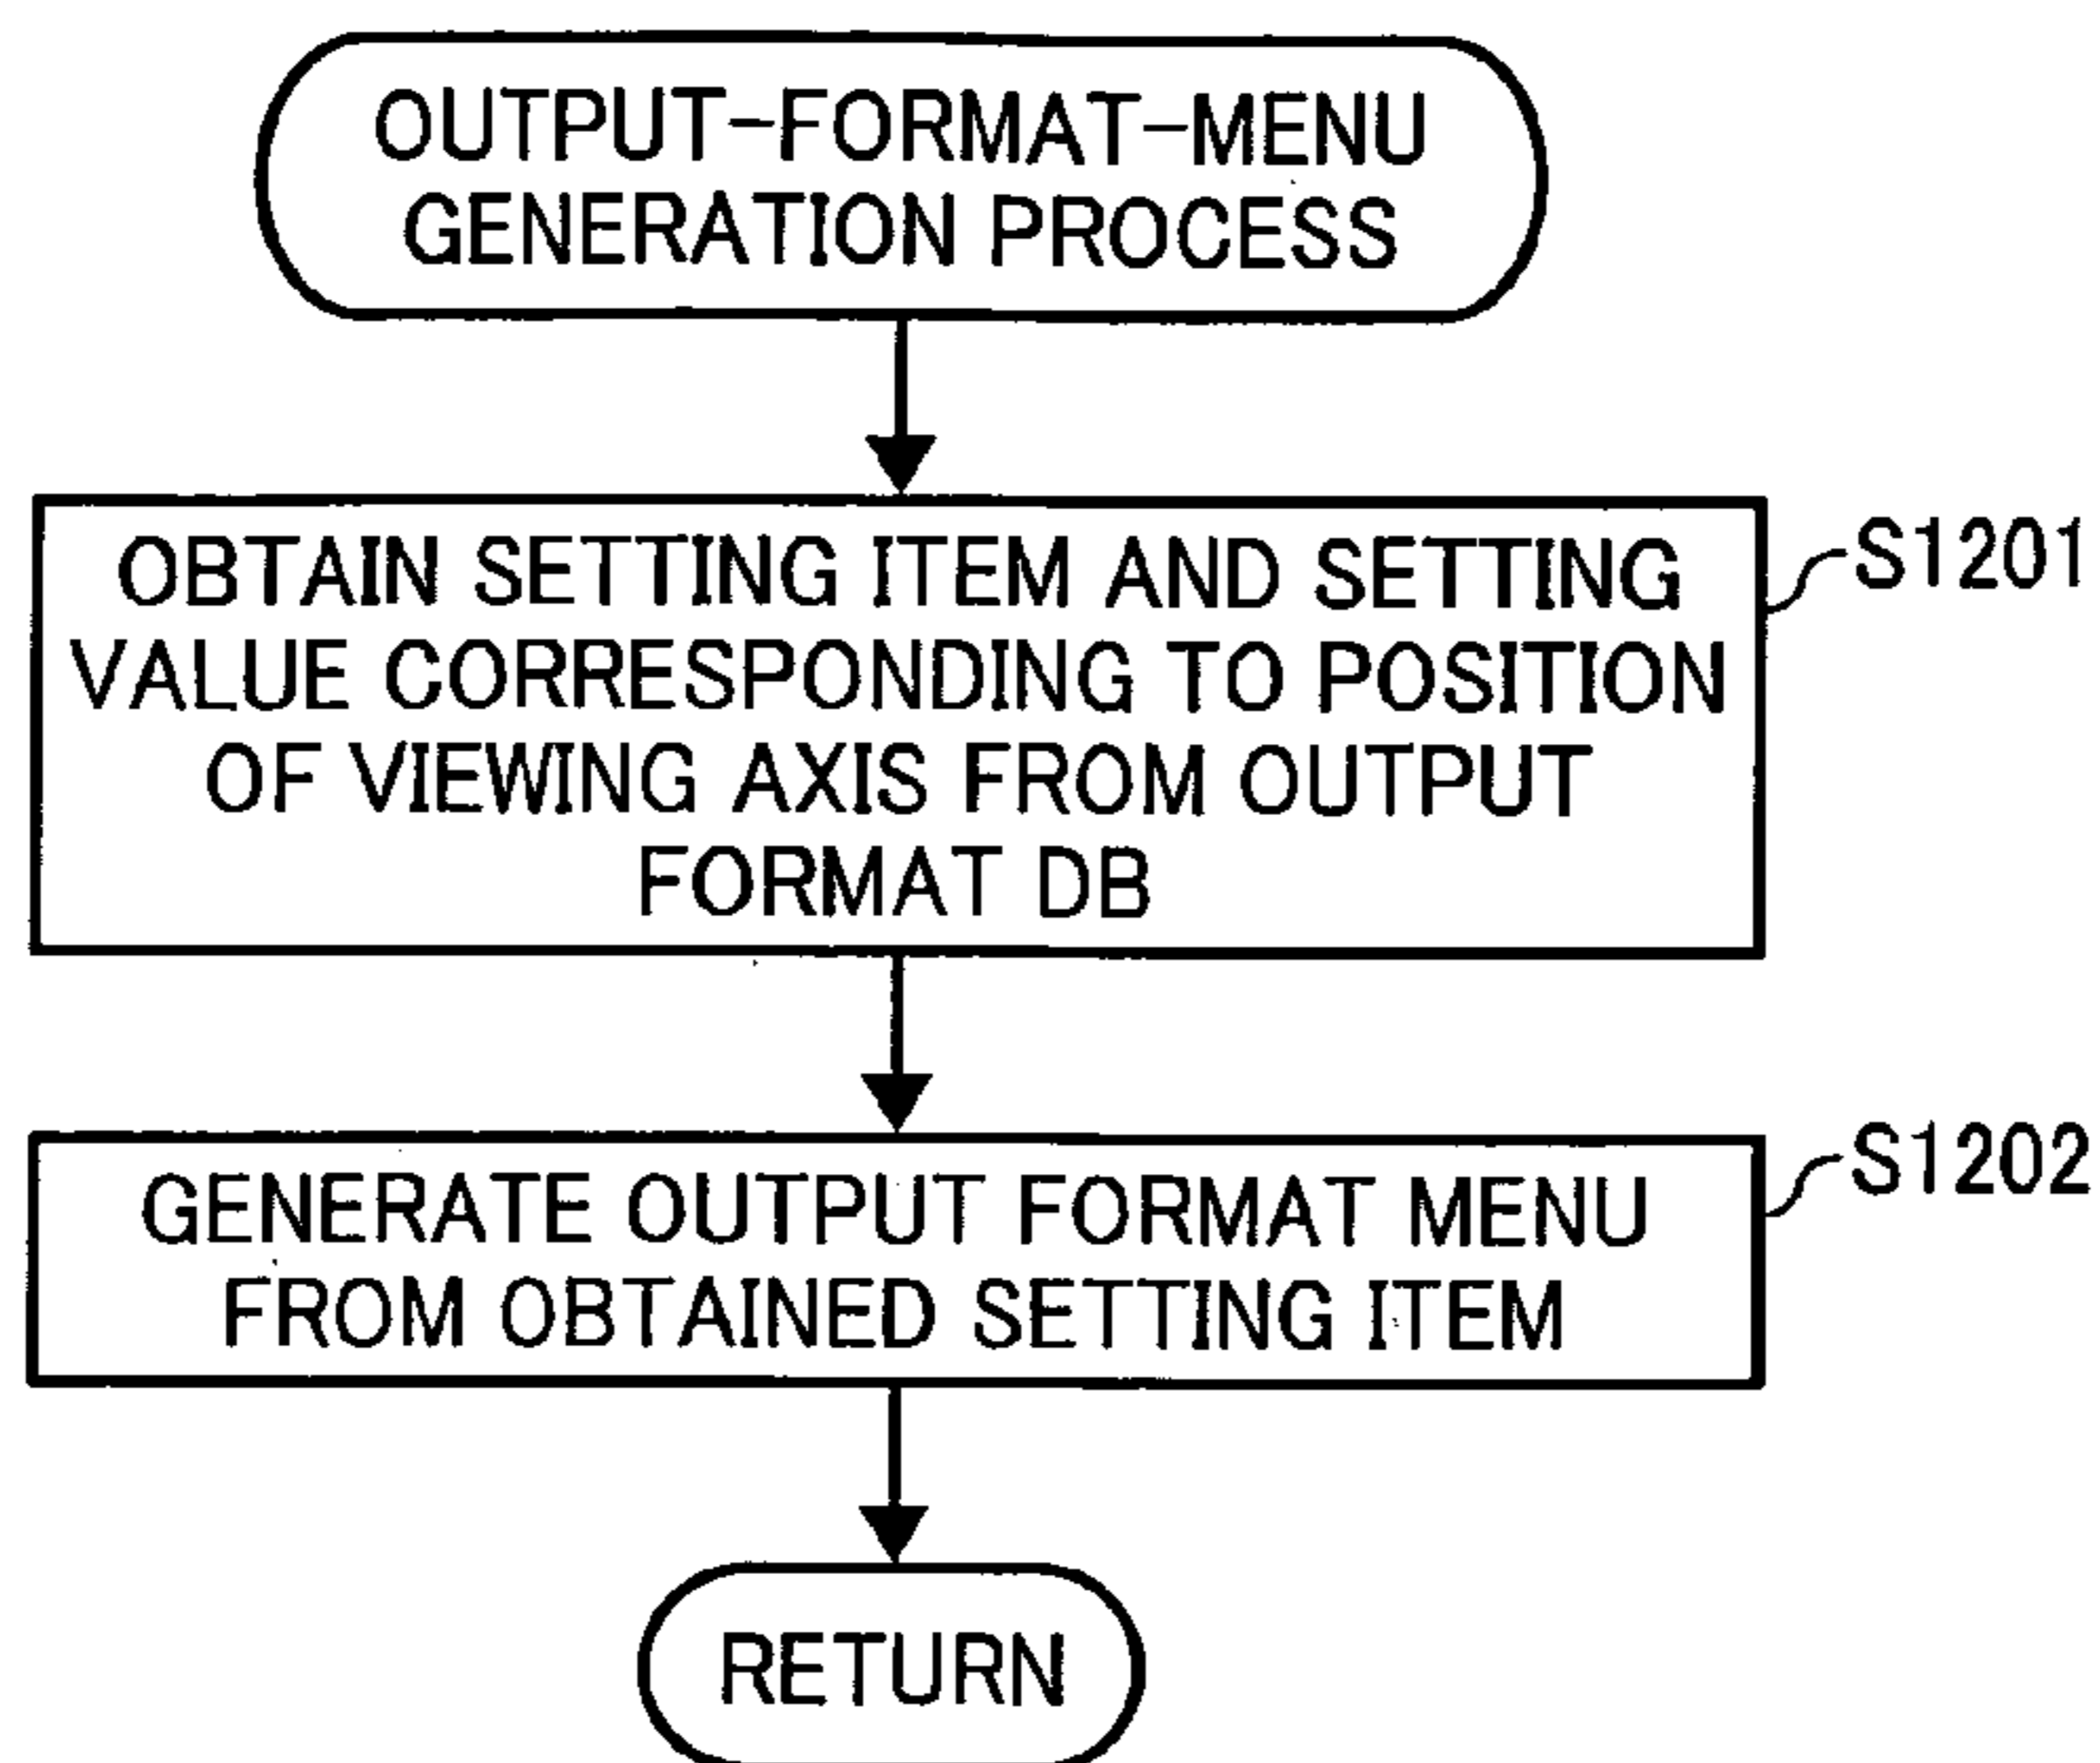 OUTPUT-FORMAT-MENU
GENERATION PROCESS
OBTAIN SETTING ITEM AND SETTING
VALUE CORRESPONDING TO POSITION
OF VIEWING AXIS FROM OUTPUT
FORMAT DB
S1201
GENERATE OUTPUT FORMAT MENU
FROM OBTAINED SETTING ITEM
S1202
RETURN